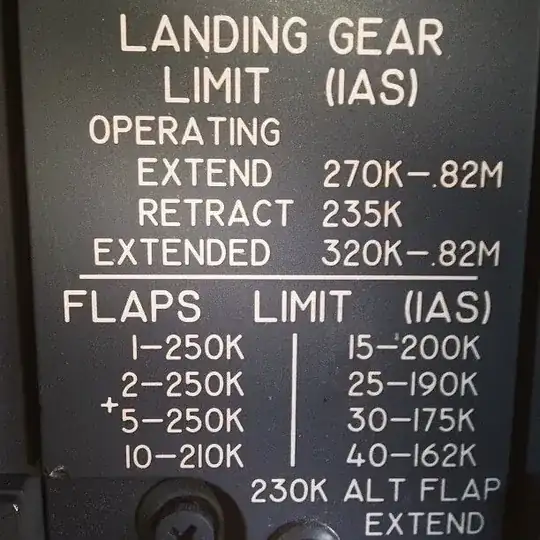 LANDING GEAR
LIMIT (IAS)
OPERATING
EXTEND 270K-.82M
RETRACT 235K
EXTENDED 320K-.82M
FLAPS LIMIT (IAS)
1-250K 15-200K
2-250K 25-190K
+
5-250K 30-175K
10-210K 40-162K
230K ALT FLAP
EXTEND